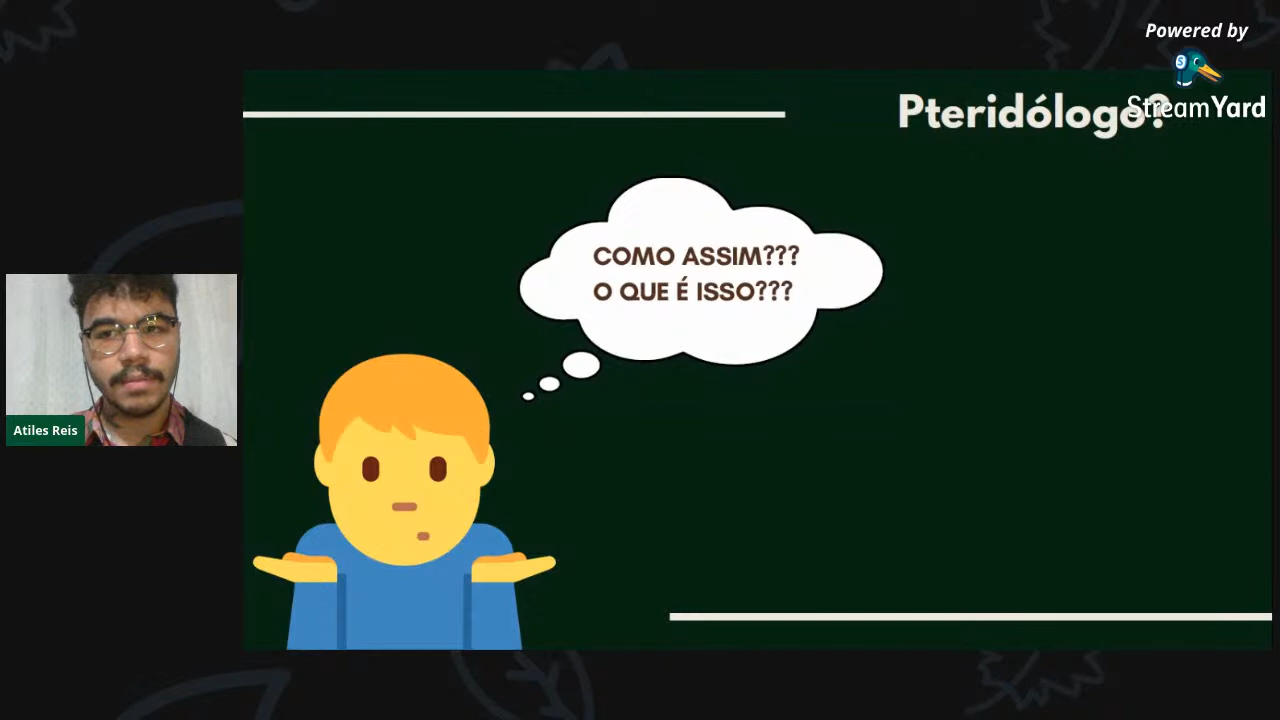 Powered by
StreamYard
Pteridólogo?
COMO ASSIM???
O QUE É ISSO???
Atiles Reis